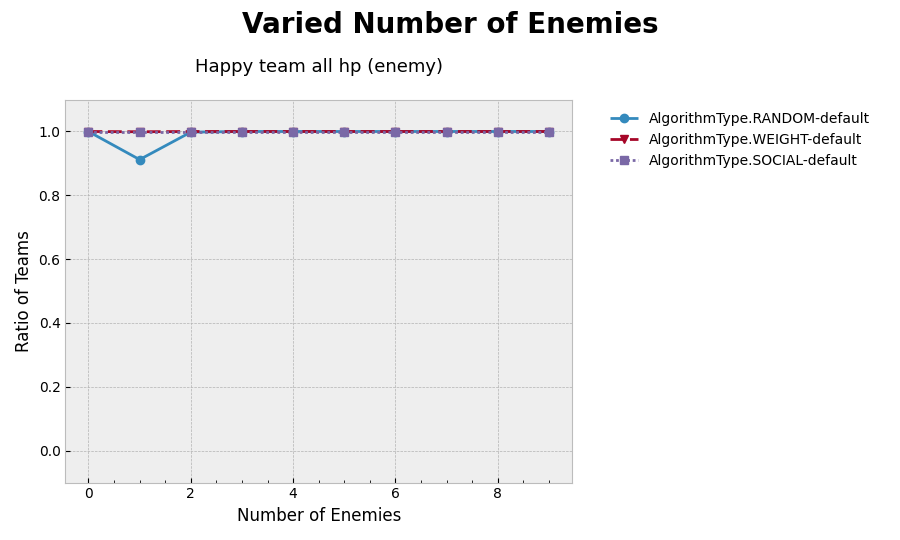 Varied Number of Enemies
Happy team all hp (enemy)
AlgorithmType.RANDOM-default
AlgorithmType.WEIGHT-default
AlgorithmType.SOCIAL-default
Ratio of Teams
1.0
0.8
0.6
0.4
0.2
0.0
0 2 4 6 8
Number of Enemies